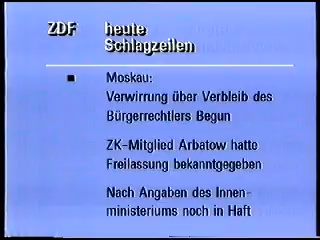 ZDF heute
Schlagzeilen
■ Moskau:
Verwirrung über Verbleib des
Bürgerrechtlers Begun
ZK-Mitglied Arbatow hatte
Freilassung bekanntgegeben
Nach Angaben des Innen-
ministeriums noch in Haft